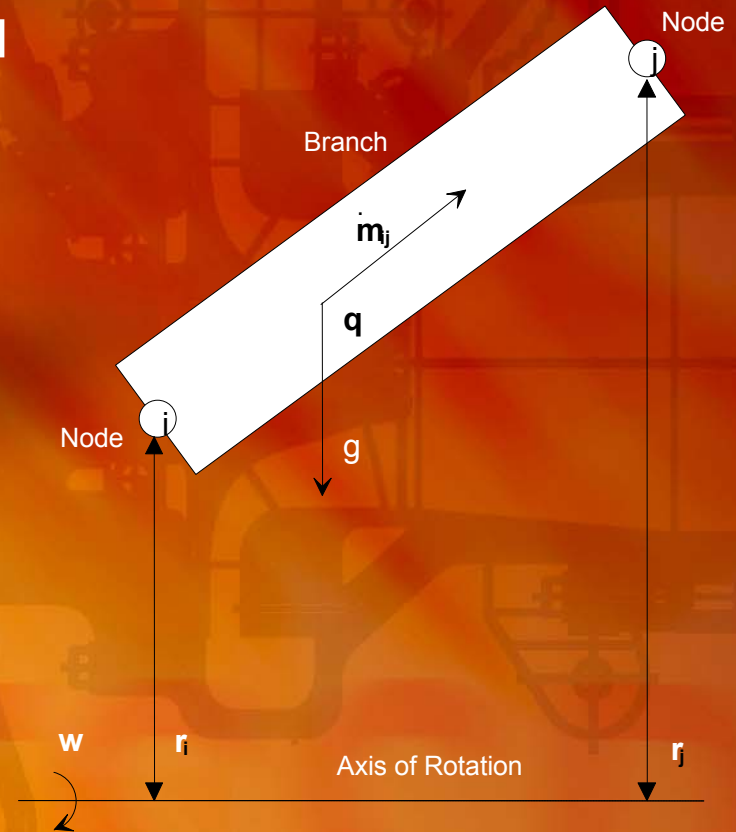 Node
j
Branch
ṁij
q
i
Node
g
w
ri
rj
Axis of Rotation